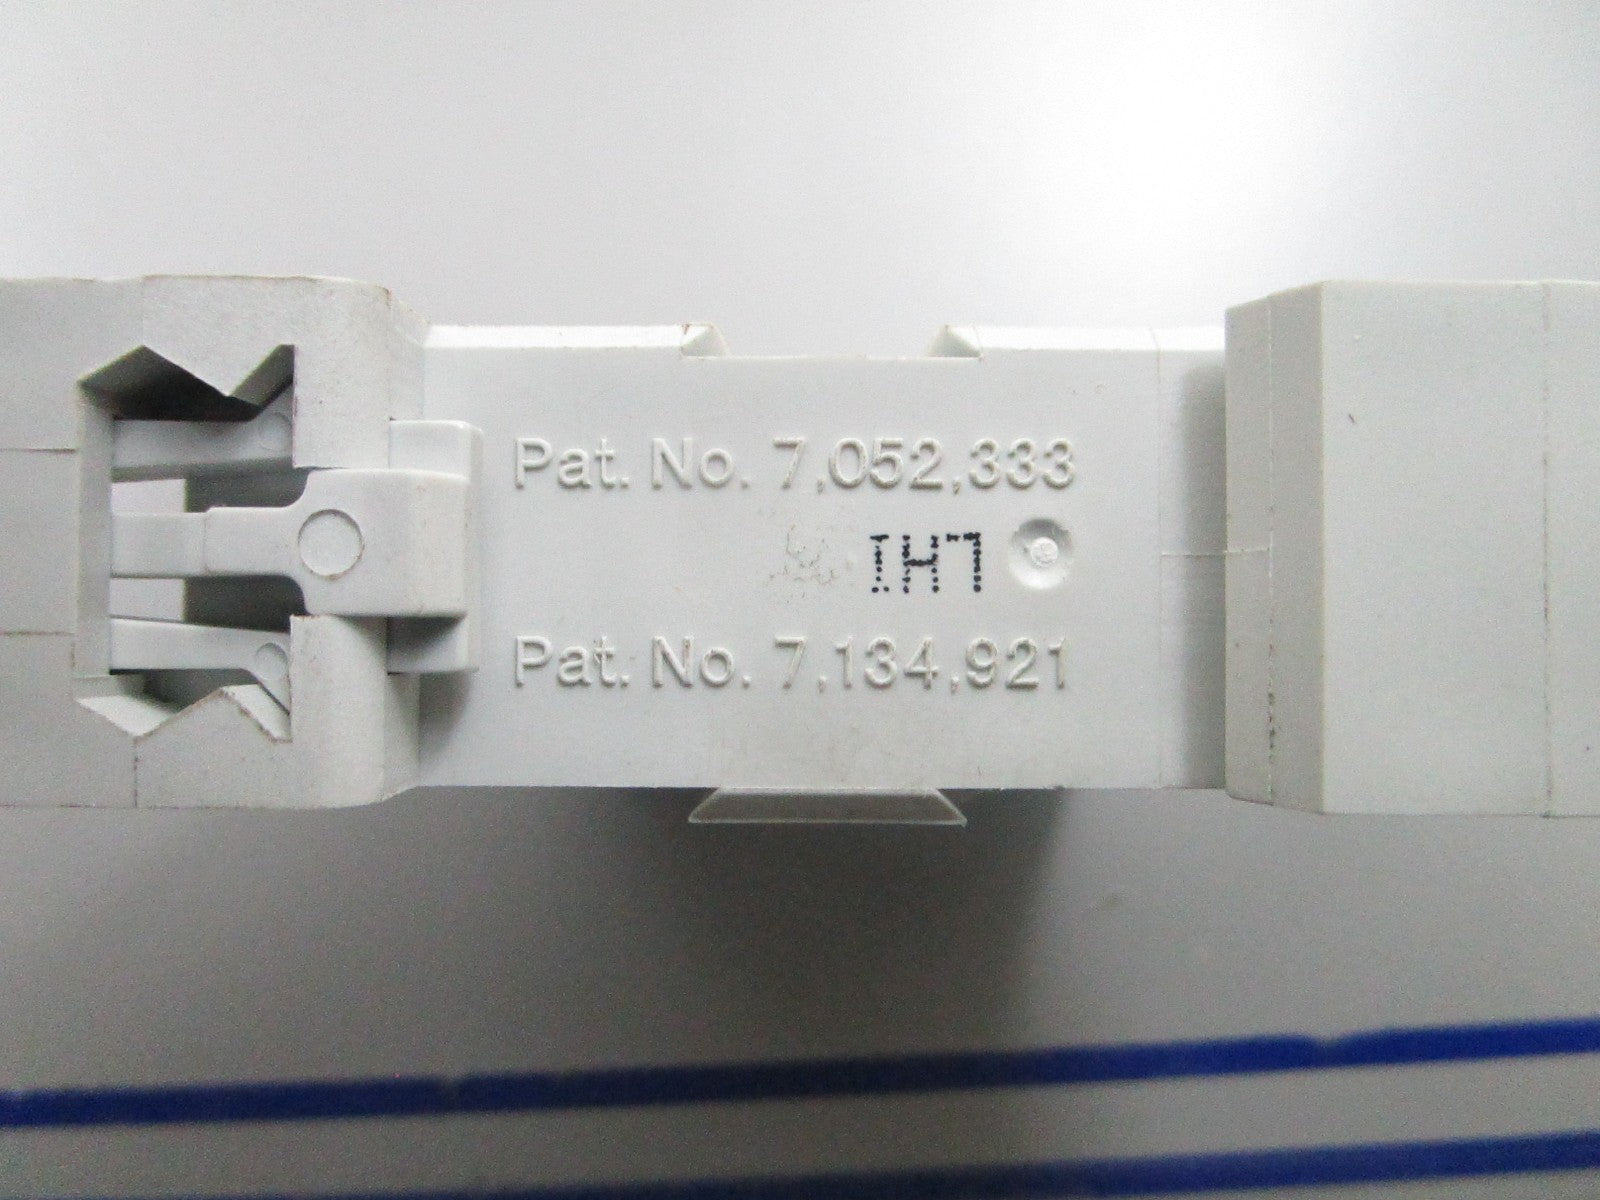 Pat. No. 7,052,333
IH7
Pat. No. 7,134,921